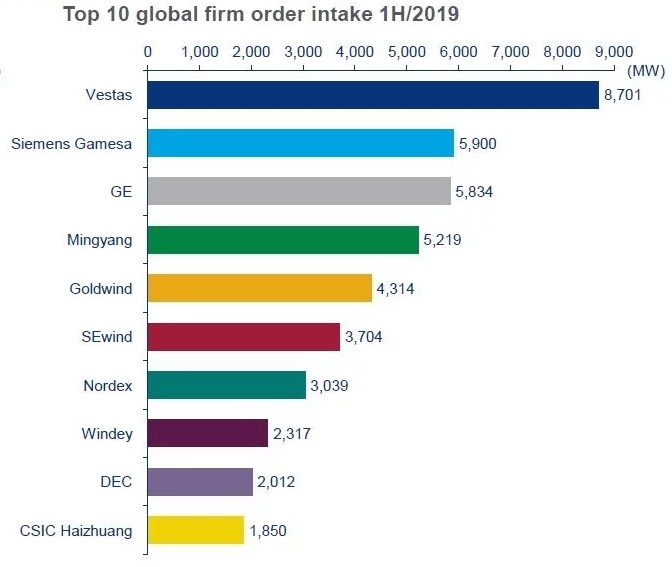 Top 10 global firm order intake 1H/2019
0 1,000 2,000 3,000 4,000 5,000 6,000 7,000 8,000 9,000
(MW)
Vestas 8,701
Siemens Gamesa 5,900
GE 5,834
Mingyang 5,219
Goldwind 4,314
SEwind 3,704
Nordex 3,039
Windey 2,317
DEC 2,012
CSIC Haizhuang 1,850